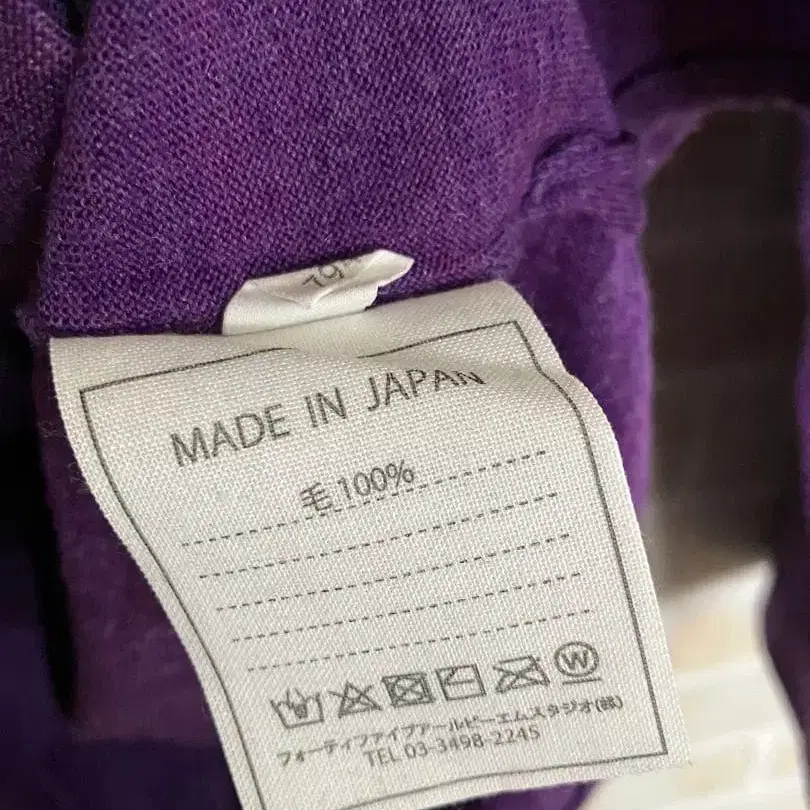 MADE IN JAPAN
毛 100%
W
フォーティファイブアールピーエムスタジオ(株)
TEL 03-3498-2245